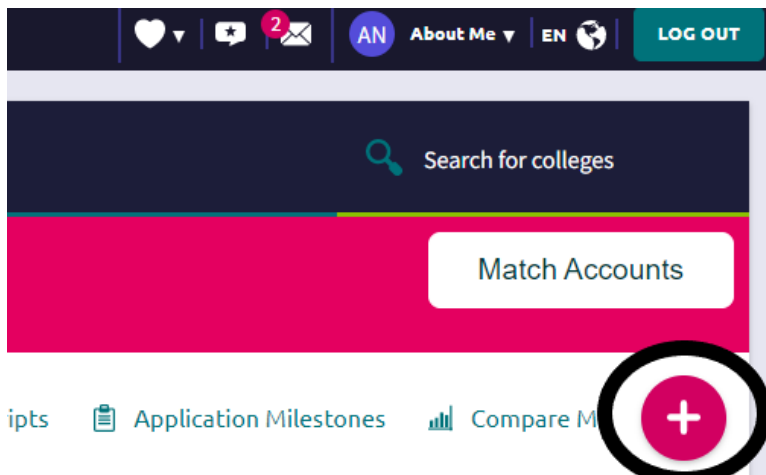 2
AN About Me EN LOG OUT
Search for colleges
Match Accounts
ipts Application Milestones Compare M